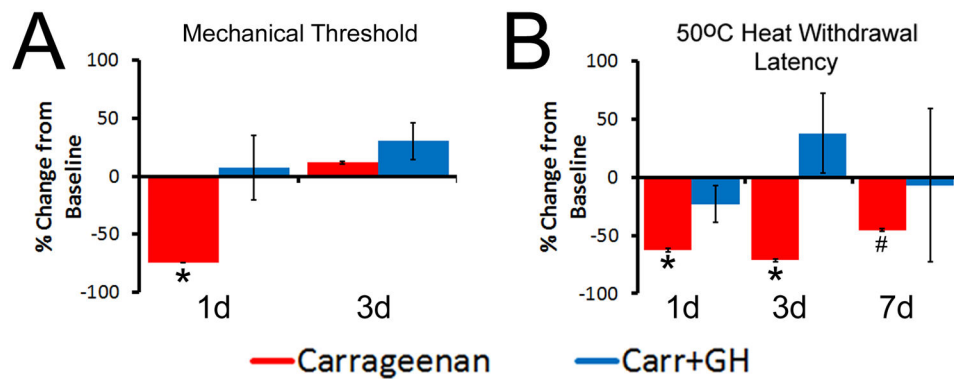 A
Mechanical Threshold
% Change from
Baseline
100
50
0
-50
-100
*
1d
3d
B
50ºC Heat Withdrawal
Latency
% Change from
Baseline
100
50
0
-50
-100
*
*
#
1d
3d
7d
Carrageenan
Carr+GH